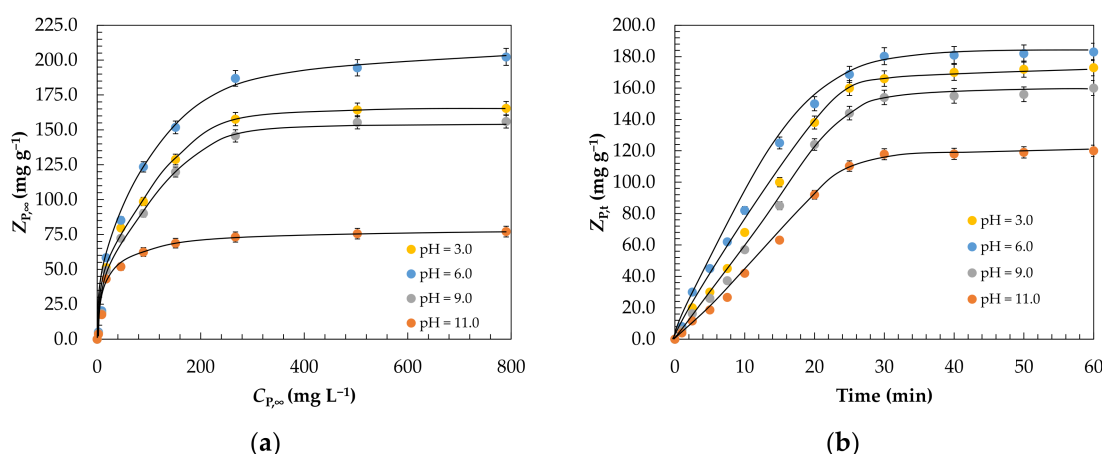 225.0
200.0
175.0
150.0
125.0
100.0
75.0
50.0
25.0
0.0
Z_P,∞ (mg g⁻¹)
0
200
400
600
800
C_P,∞ (mg L⁻¹)
pH = 3.0
pH = 6.0
pH = 9.0
pH = 11.0
(a)
200.0
180.0
160.0
140.0
120.0
100.0
80.0
60.0
40.0
20.0
0.0
Z_P,t (mg g⁻¹)
0
10
20
30
40
50
60
Time (min)
pH = 3.0
pH = 6.0
pH = 9.0
pH = 11.0
(b)